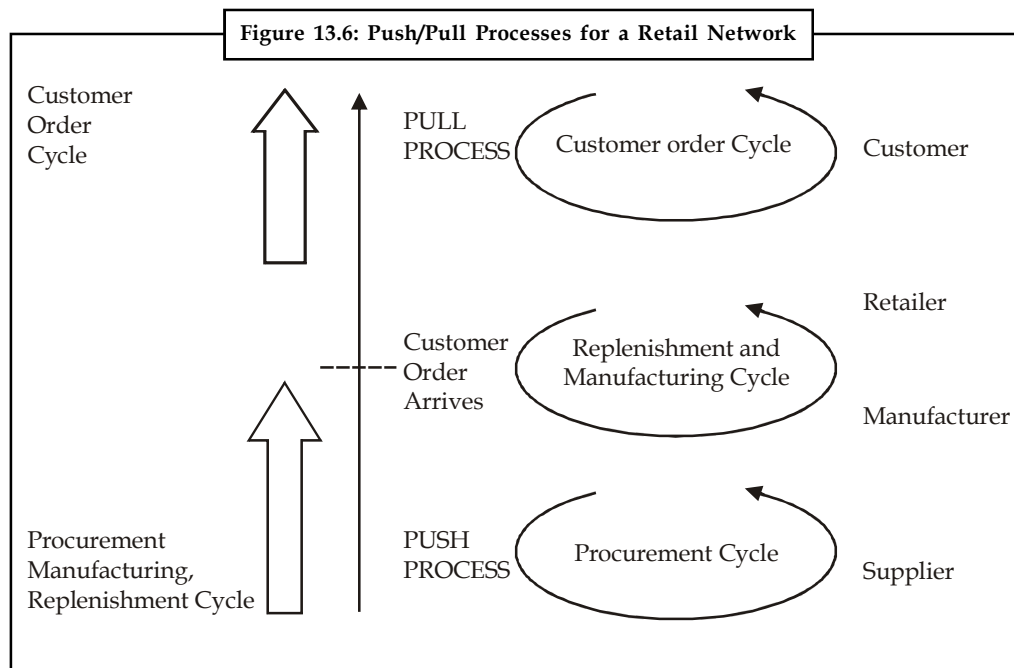 Figure 13.6: Push/Pull Processes for a Retail Network
Customer
Order
Cycle
PULL
PROCESS
Customer order Cycle
Customer
Retailer
Customer
Order
Arrives
Replenishment and
Manufacturing Cycle
Manufacturer
Procurement
Manufacturing,
Replenishment Cycle
PUSH
PROCESS
Procurement Cycle
Supplier